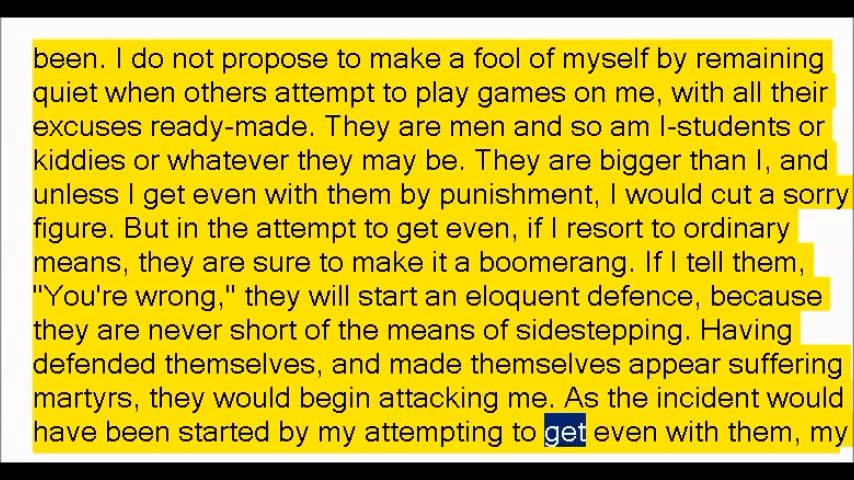 been. I do not propose to make a fool of myself by remaining
quiet when others attempt to play games on me, with all their
excuses ready-made. They are men and so am I-students or
kiddies or whatever they may be. They are bigger than I, and
unless I get even with them by punishment, I would cut a sorry
figure. But in the attempt to get even, if I resort to ordinary
means, they are sure to make it a boomerang. If I tell them,
"You're wrong," they will start an eloquent defence, because
they are never short of the means of sidestepping. Having
defended themselves, and made themselves appear suffering
martyrs, they would begin attacking me. As the incident would
have been started by my attempting to get even with them, my